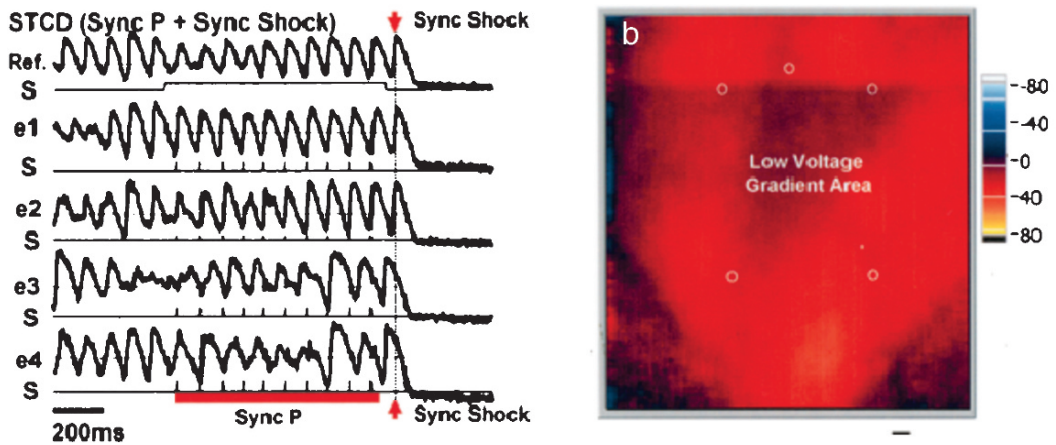 STCD (Sync P + Sync Shock)
Sync Shock
Ref.
S
e1
S
e2
S
e3
S
e4
S
Sync P
Sync Shock
200ms
b
Low Voltage
Gradient Area
-80
-40
-0
40
80